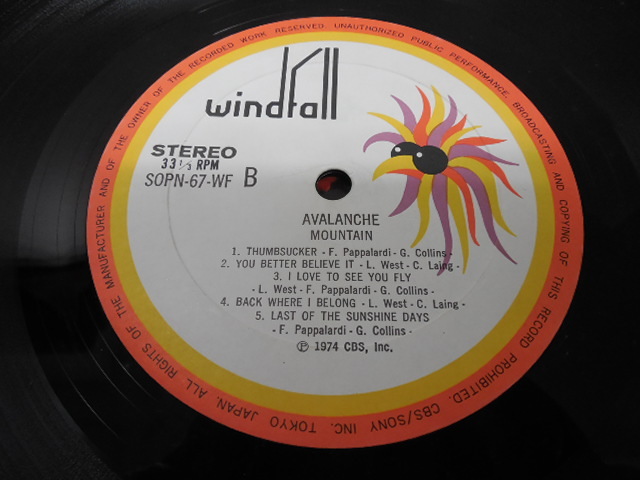 windfall
STEREO
33 1/3 RPM
SOPN-67-WF B
AVALANCHE
MOUNTAIN
1. THUMBSUCKER - F. Pappalardi - G. Collins -
2. YOU BETTER BELIEVE IT - L. West - C. Laing -
3. I LOVE TO SEE YOU FLY
- L. West - F. Pappalardi - G. Collins -
4. BACK WHERE I BELONG - L. West - C. Laing -
5. LAST OF THE SUNSHINE DAYS
- F. Pappalardi - G. Collins -
Ⓟ 1974 CBS, Inc.
ALL RIGHTS OF THE MANUFACTURER AND OF THE OWNER OF THE RECORDED WORK RESERVED. UNAUTHORIZED PUBLIC PERFORMANCE, BROADCASTING AND COPYING OF THIS RECORD PROHIBITED. CBS/SONY INC. TOKYO JAPAN.